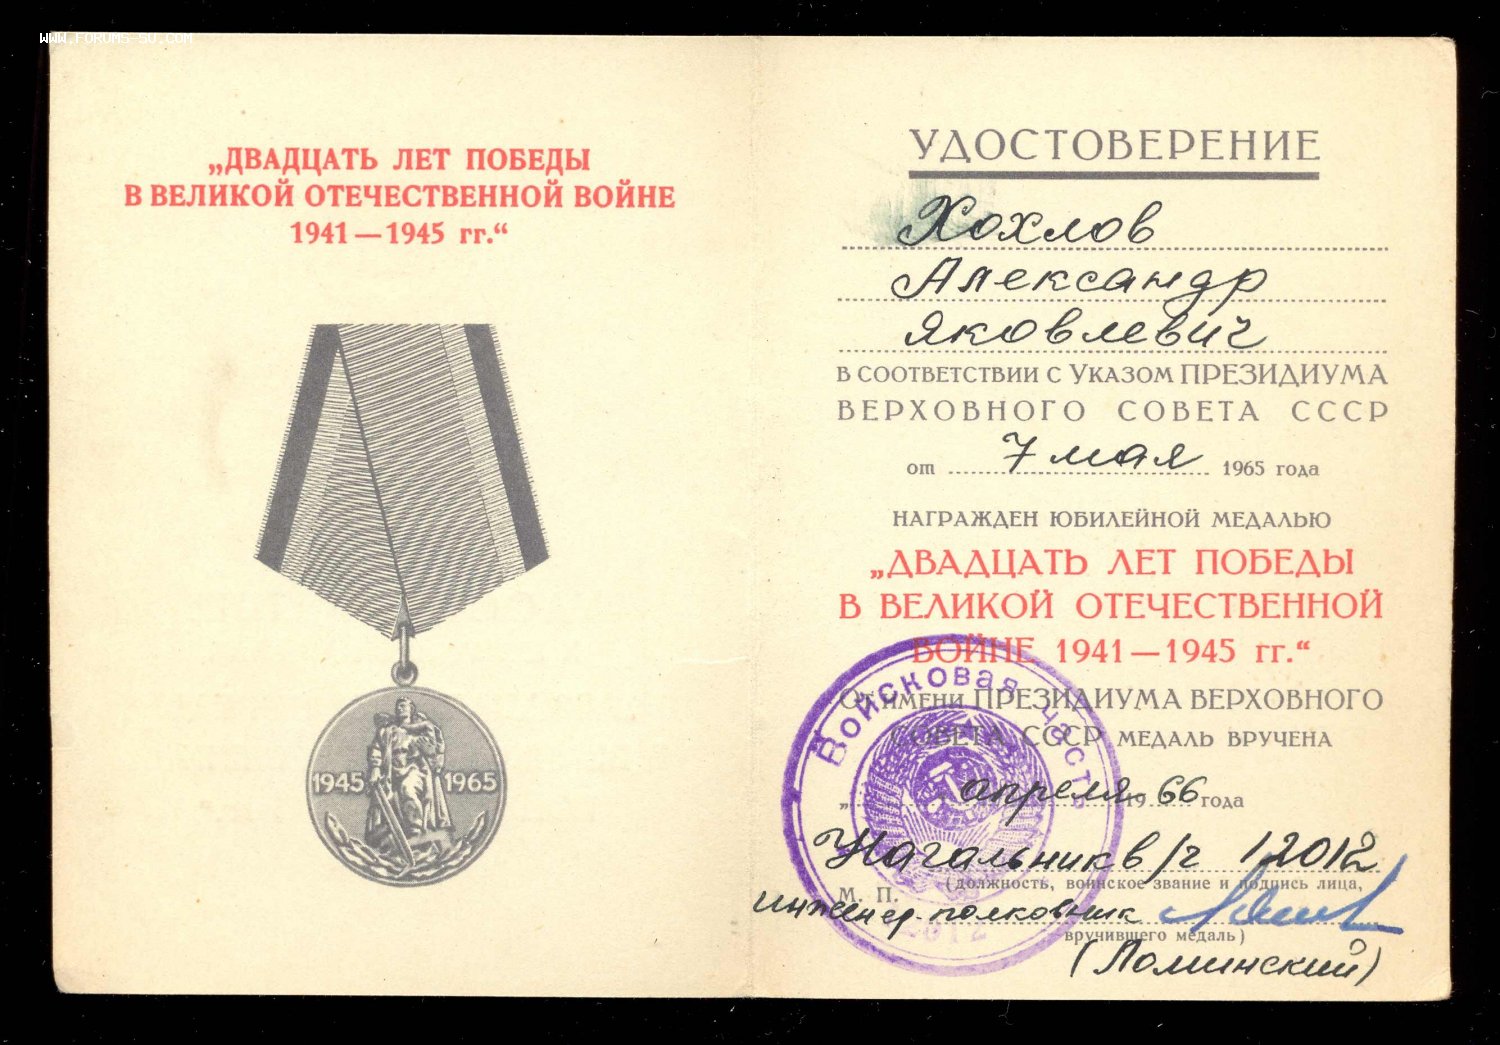 WWW.FORUMS-SU.COM
„ДВАДЦАТЬ ЛЕТ ПОБЕДЫ
В ВЕЛИКОЙ ОТЕЧЕСТВЕННОЙ ВОЙНЕ
1941—1945 гг.“
1945 1965
УДОСТОВЕРЕНИЕ
Хохлов
Александр
Яковлевич
В СООТВЕТСТВИИ С УКАЗОМ ПРЕЗИДИУМА
ВЕРХОВНОГО СОВЕТА СССР
от 7 мая 1965 года
НАГРАЖДЕН ЮБИЛЕЙНОЙ МЕДАЛЬЮ
„ДВАДЦАТЬ ЛЕТ ПОБЕДЫ
В ВЕЛИКОЙ ОТЕЧЕСТВЕННОЙ
ВОЙНЕ 1941—1945 гг.“
От имени ПРЕЗИДИУМА ВЕРХОВНОГО
СОВЕТА СССР МЕДАЛЬ ВРУЧЕНА
„ апреля 1966 года
Начальник в/ч 12012
М. П. (должность, воинское звание и подпись лица,
инженер-полковник
вручившего медаль)
(Ломинский)
Войсковая часть
12012